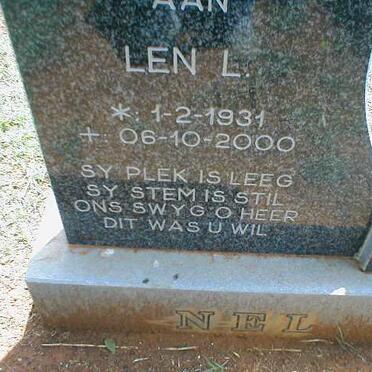 AAN
LEN L.
*: 1-2-1931
+: 06-10-2000
SY PLEK IS LEEG
SY STEM IS STIL
ONS SWYG O HEER
DIT WAS U WIL
NEL